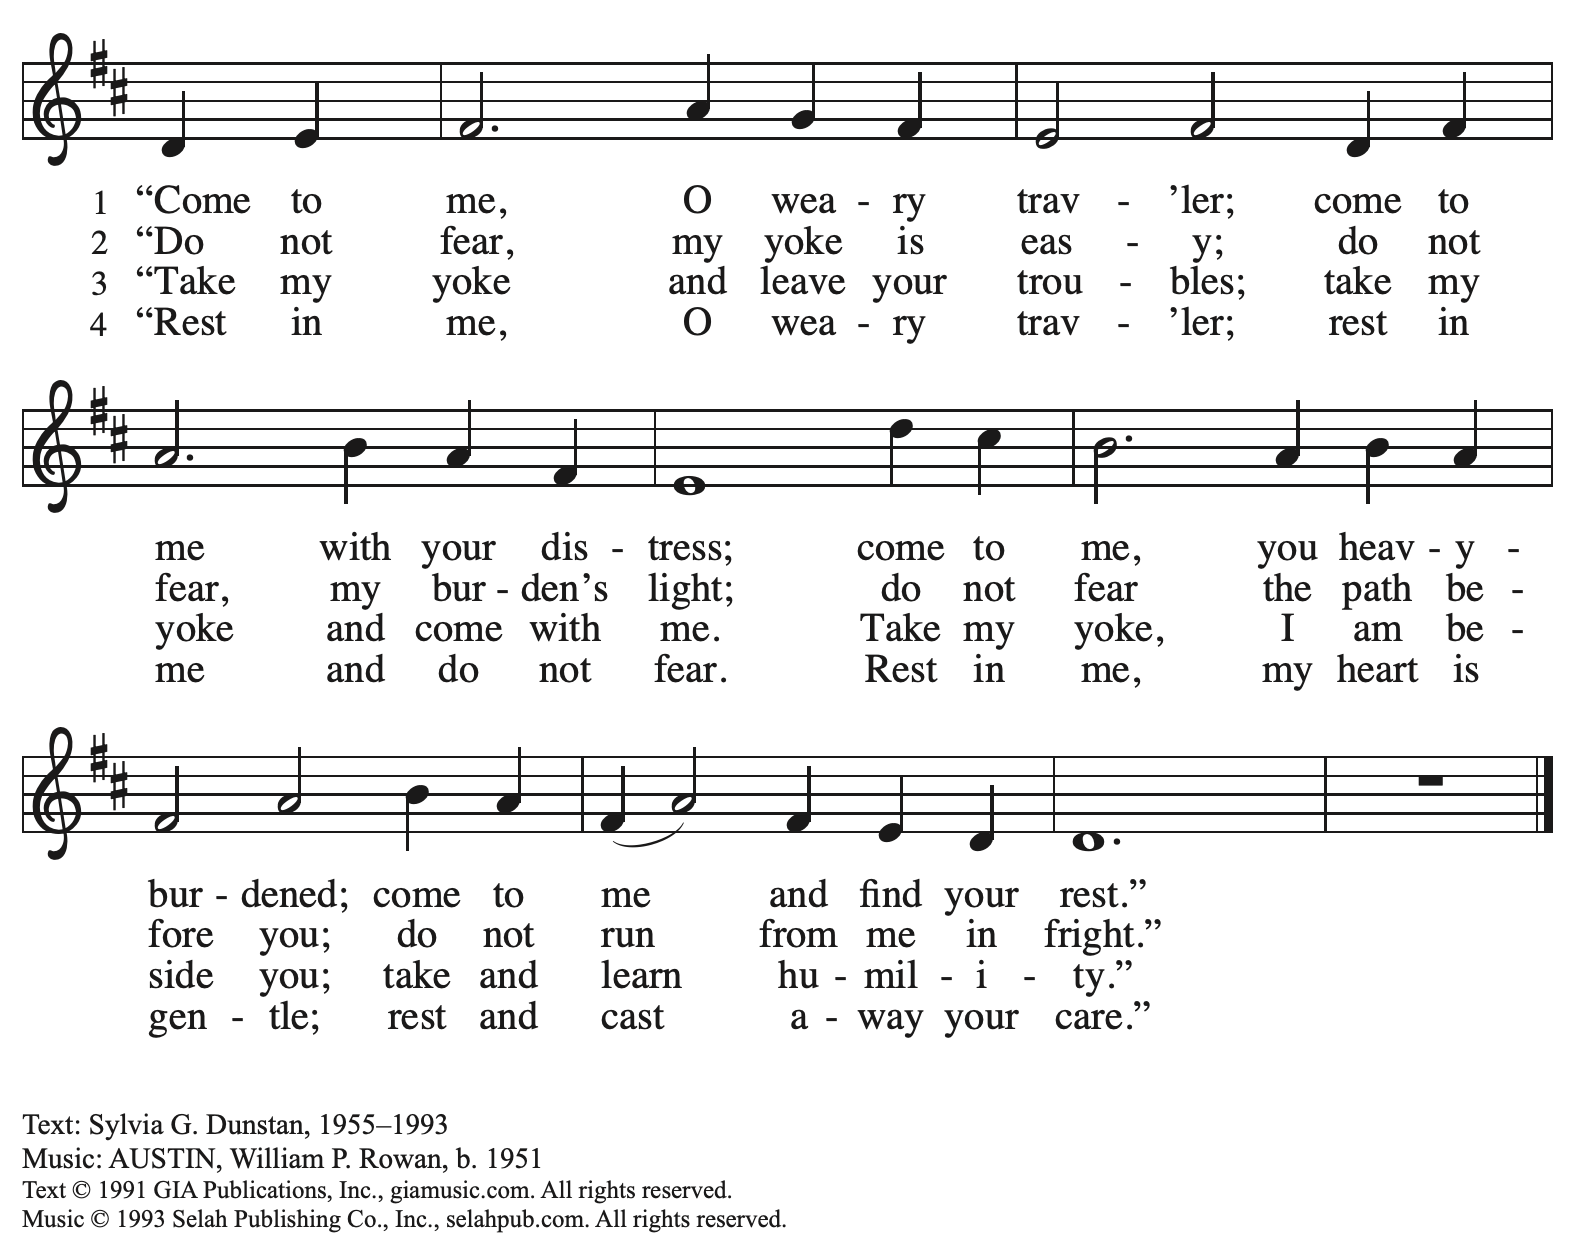 1 “Come to me, O wea - ry trav - ’ler; come to
2 “Do not fear, my yoke is eas - y; do not
3 “Take my yoke and leave your trou - bles; take my
4 “Rest in me, O wea - ry trav - ’ler; rest in
me with your dis - tress; come to me, you heav - y -
fear, my bur - den’s light; do not fear the path be -
yoke and come with me. Take my yoke, I am be -
me and do not fear. Rest in me, my heart is
bur - dened; come to me and find your rest.”
fore you; do not run from me in fright.”
side you; take and learn hu - mil - i - ty.”
gen - tle; rest and cast a - way your care.”
Text: Sylvia G. Dunstan, 1955–1993
Music: AUSTIN, William P. Rowan, b. 1951
Text © 1991 GIA Publications, Inc., giamusic.com. All rights reserved.
Music © 1993 Selah Publishing Co., Inc., selahpub.com. All rights reserved.